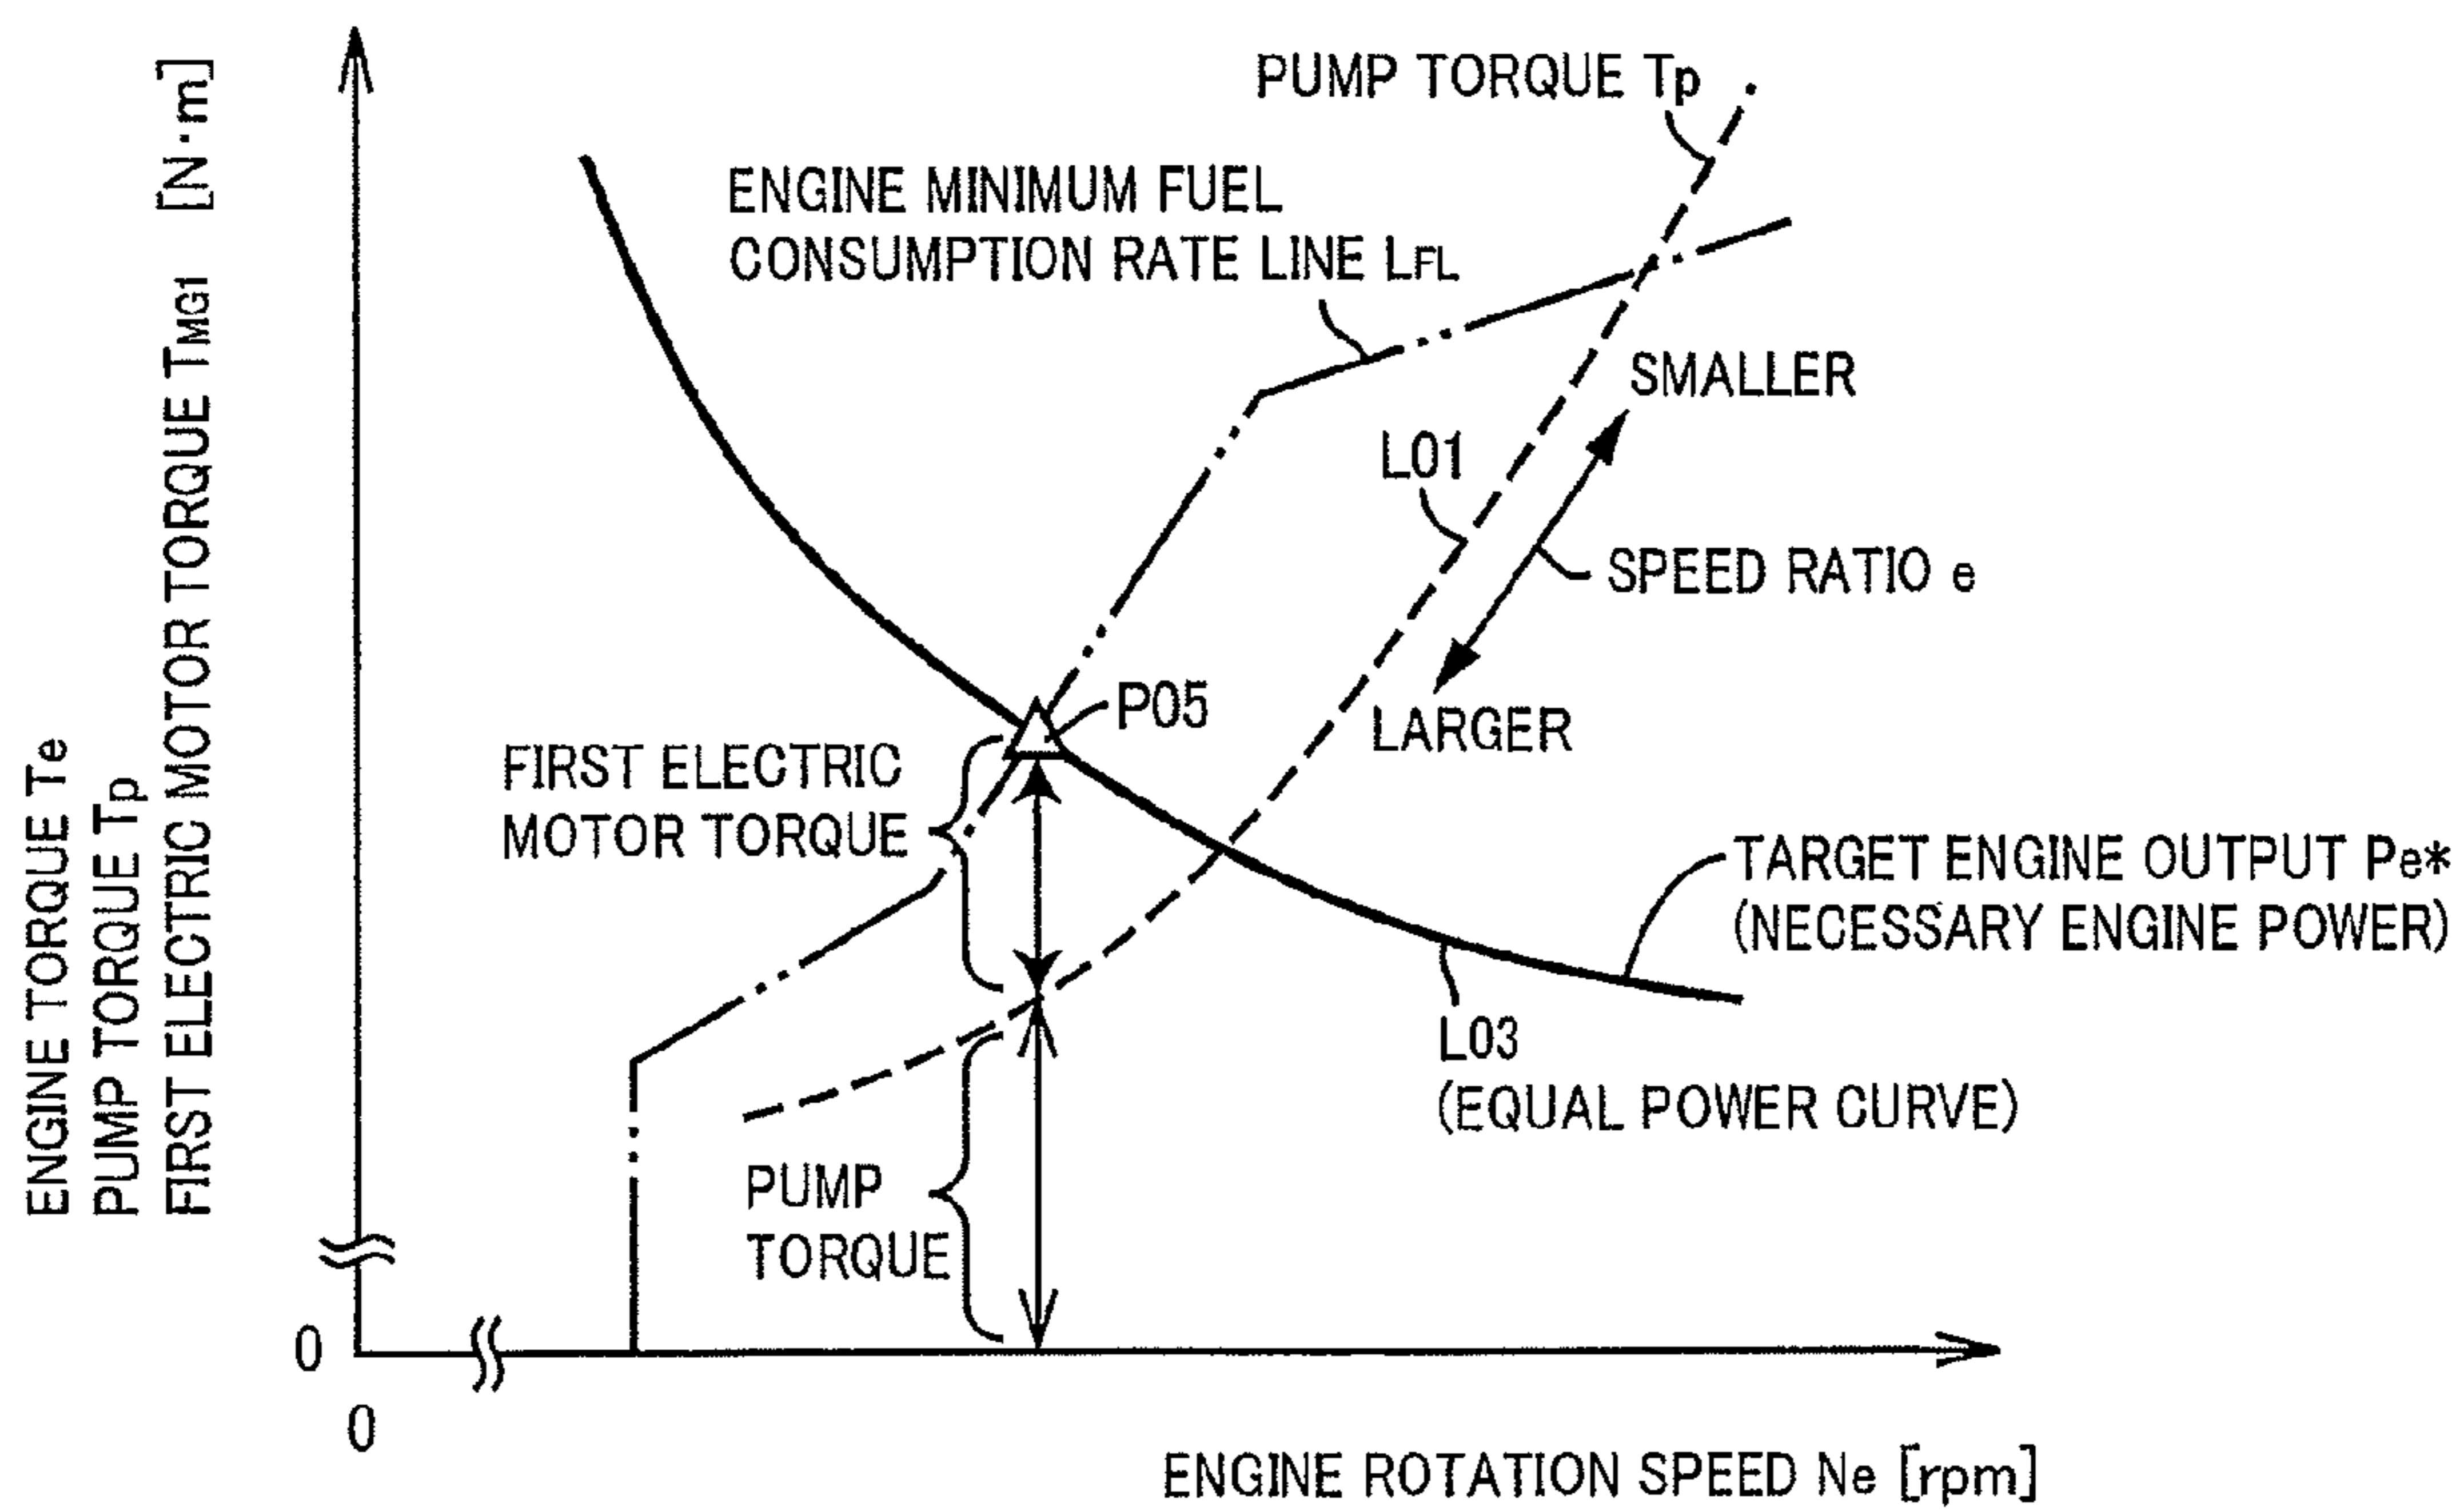 ENGINE TORQUE Te
PUMP TORQUE Tp
FIRST ELECTRIC MOTOR TORQUE TMG1 [N·m]
PUMP TORQUE Tp
ENGINE MINIMUM FUEL
CONSUMPTION RATE LINE LFL
SMALLER
L01
SPEED RATIO e
LARGER
P05
FIRST ELECTRIC
MOTOR TORQUE
TARGET ENGINE OUTPUT Pe*
(NECESSARY ENGINE POWER)
L03
(EQUAL POWER CURVE)
PUMP
TORQUE
0
0
ENGINE ROTATION SPEED Ne [rpm]